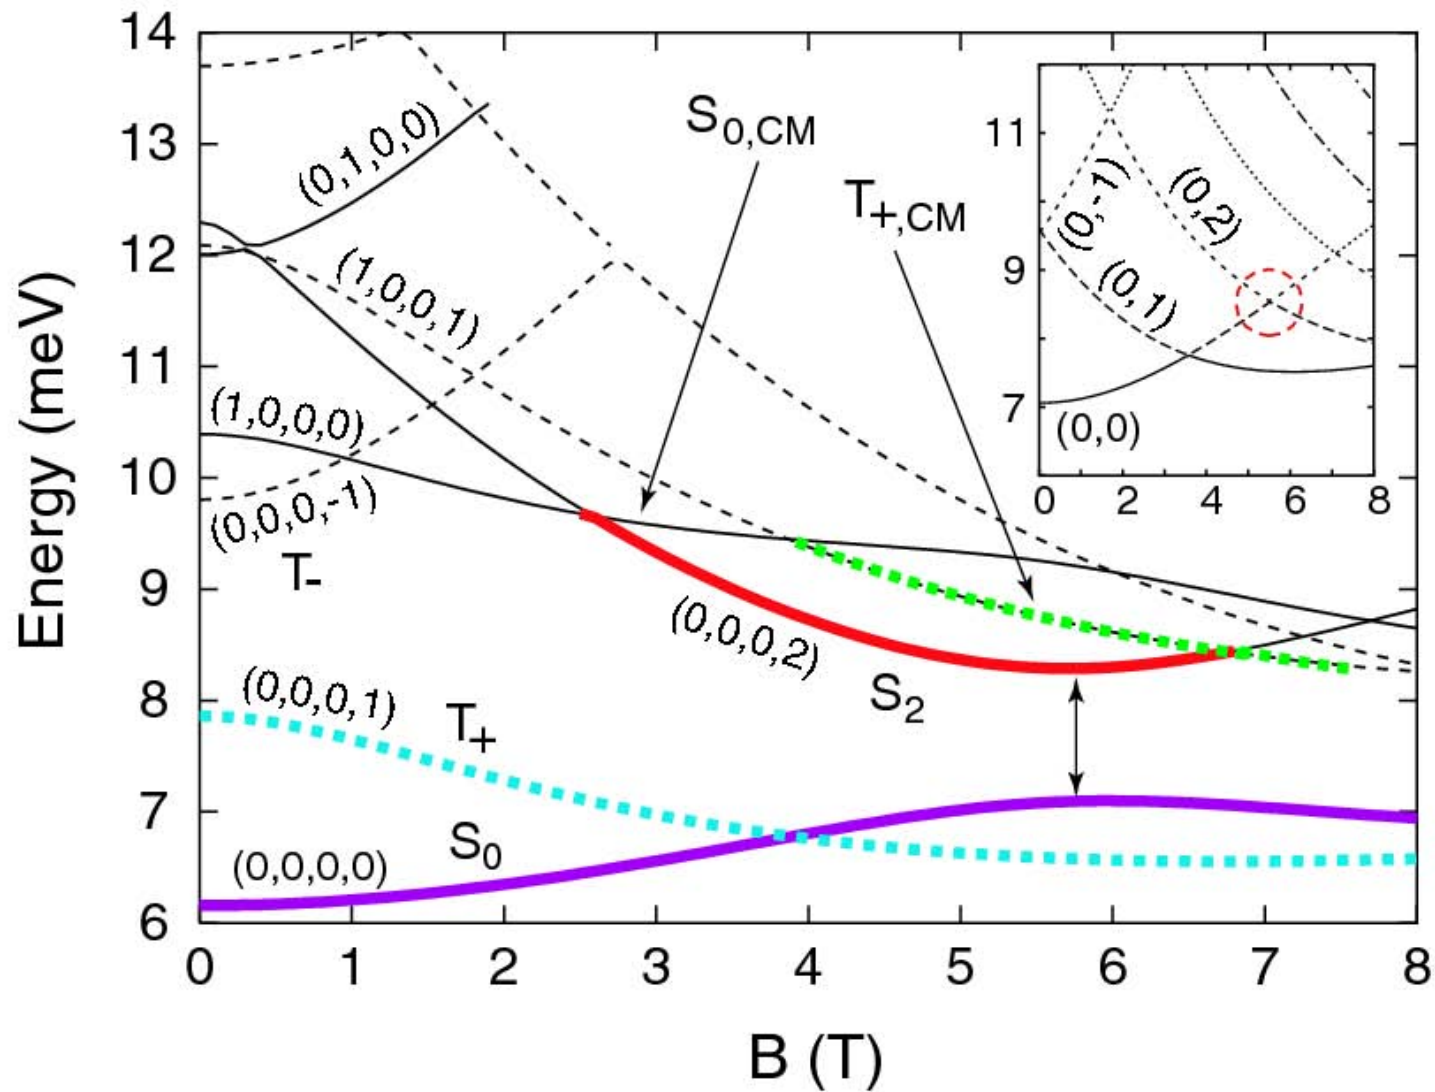 14
13
12
11
10
9
8
7
6
Energy (meV)
0 1 2 3 4 5 6 7 8
B (T)
(0,1,0,0)
(1,0,0,1)
(1,0,0,0)
(0,0,0,-1)
T-
(0,0,0,1)
T+
S0
(0,0,0,0)
(0,0,0,2)
S2
S0,CM
T+,CM
11
9
7
(0,-1)
(0,2)
(0,1)
(0,0)
0 2 4 6 8